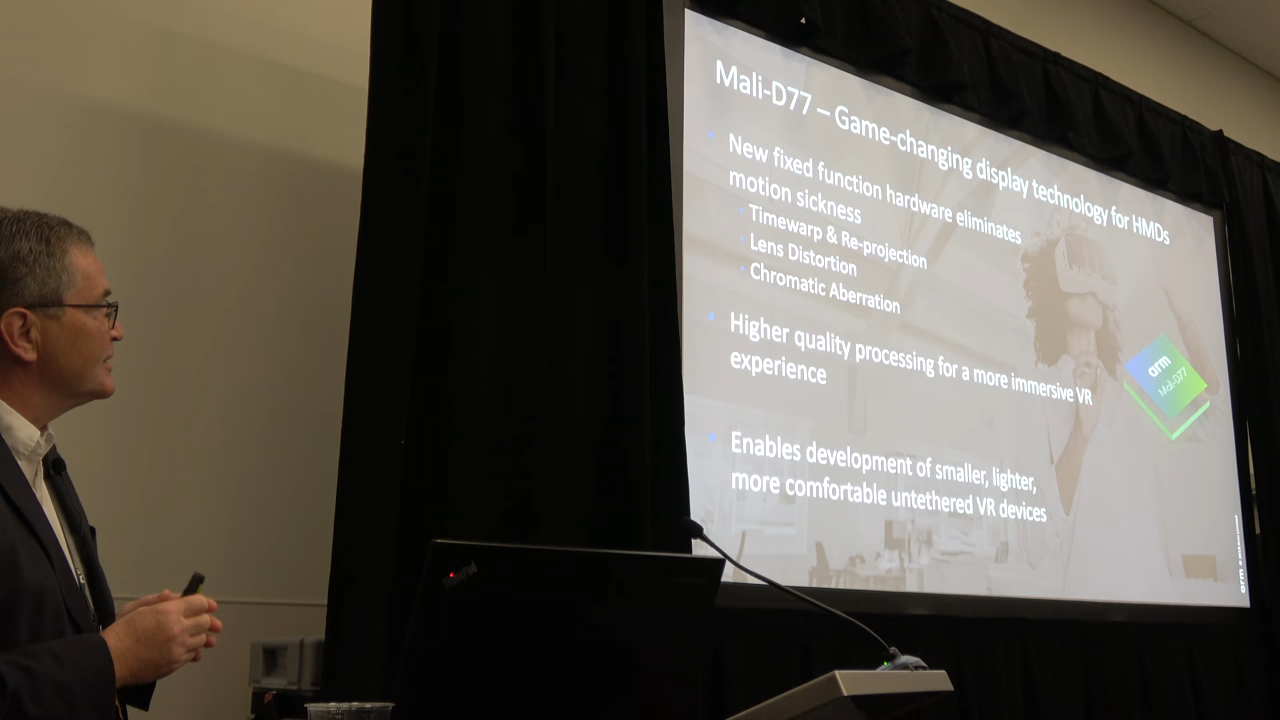 Mali-D77 – Game-changing display technology for HMDs
New fixed function hardware eliminates
motion sickness
Timewarp & Re-projection
Lens Distortion
Chromatic Aberration
Higher quality processing for a more immersive VR
experience
Enables development of smaller, lighter,
more comfortable untethered VR devices
arm
Mali-D77
arm
ThinkPad